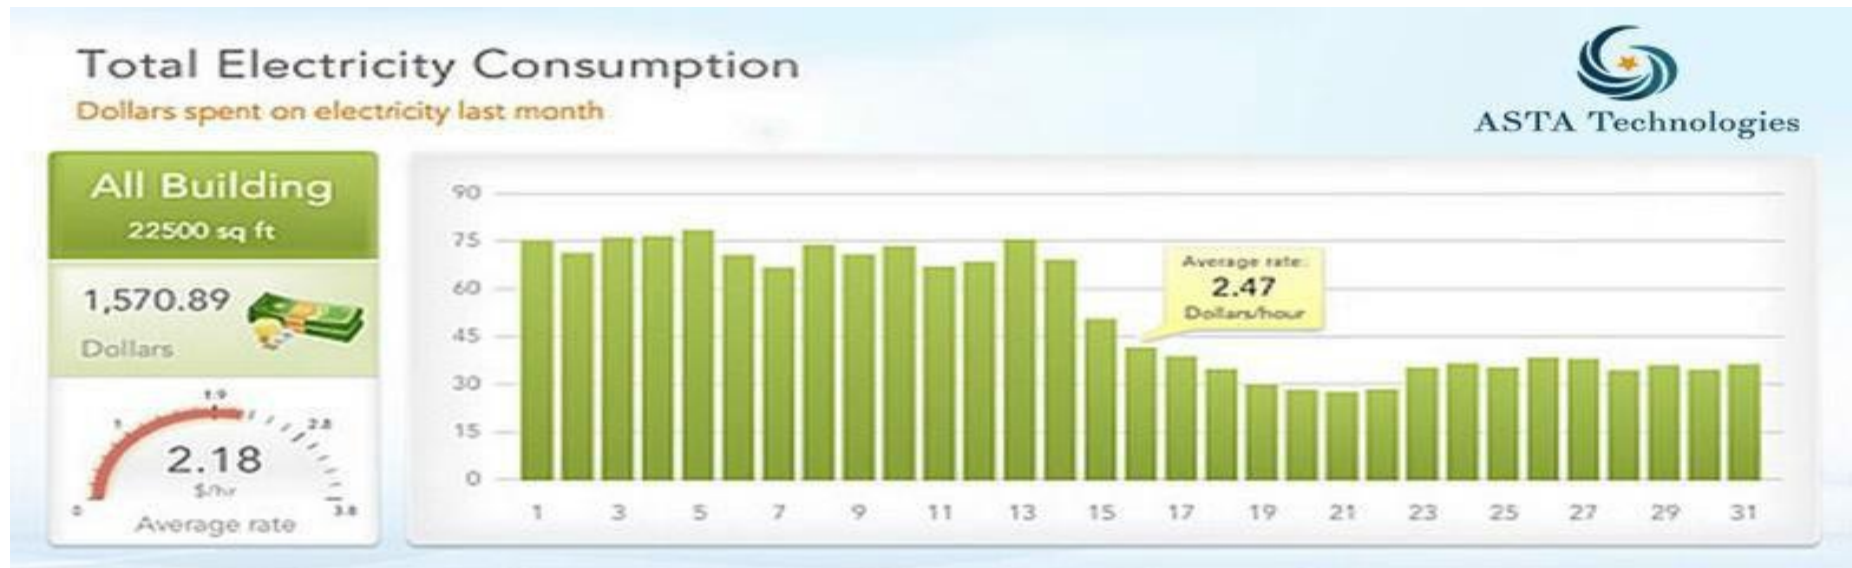 Total Electricity Consumption
Dollars spent on electricity last month
ASTA Technologies
All Building
22500 sq ft
1,570.89
Dollars
0
1
1.9
2.8
3.8
2.18
$/hr
Average rate
90
75
60
45
30
15
0
Average rate:
2.47
Dollars/hour
1 3 5 7 9 11 13 15 17 19 21 23 25 27 29 31